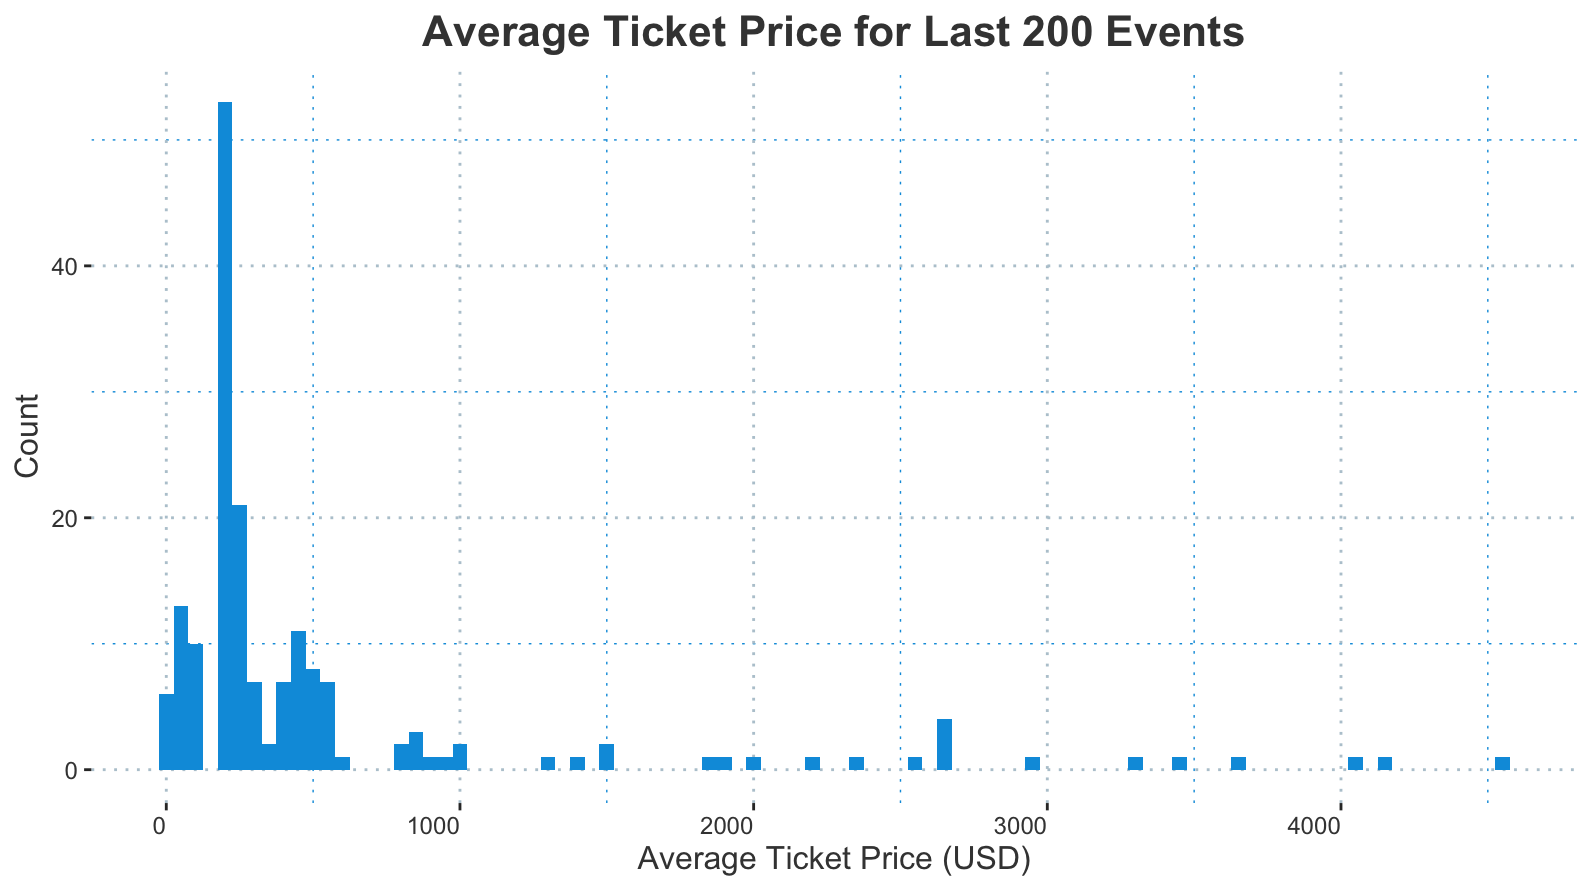 Average Ticket Price for Last 200 Events
Count
40
20
0
0 1000 2000 3000 4000
Average Ticket Price (USD)